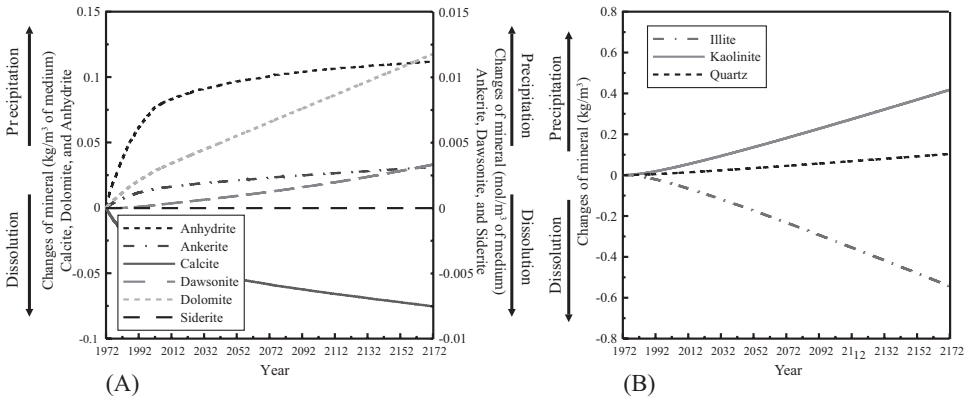 Precipitation
Dissolution
Changes of mineral (kg/m³ of medium)
Calcite, Dolomite, and Anhydrite
0.15
0.1
0.05
0
-0.05
-0.1
Anhydrite
Ankerite
Calcite
Dawsonite
Dolomite
Siderite
1972 1992 2012 2032 2052 2072 2092 2112 2132 2152 2172
Year
(A)
0.015
0.01
0.005
0
-0.005
-0.01
Changes of mineral (mol/m³ of medium)
Ankerite, Dawsonite, and Siderite
Precipitation
Dissolution
Precipitation
Dissolution
Changes of mineral (kg/m³)
0.8
0.6
0.4
0.2
0
-0.2
-0.4
-0.6
-0.8
Illite
Kaolinite
Quartz
1972 1992 2012 2032 2052 2072 2092 2112 2132 2152 2172
Year
(B)